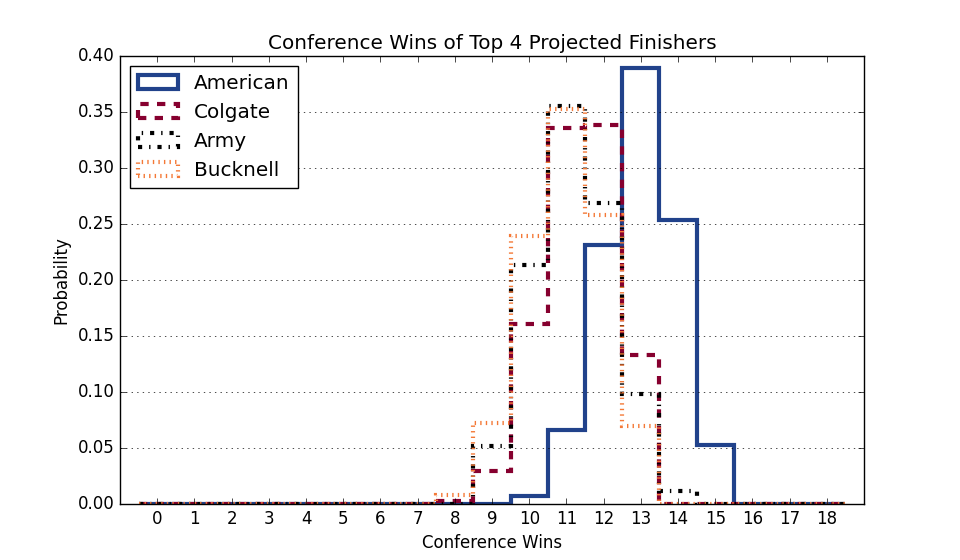 Conference Wins of Top 4 Projected Finishers
0.40
0.35
0.30
0.25
0.20
0.15
0.10
0.05
0.00
Probability
American
Colgate
Army
Bucknell
0 1 2 3 4 5 6 7 8 9 10 11 12 13 14 15 16 17 18
Conference Wins